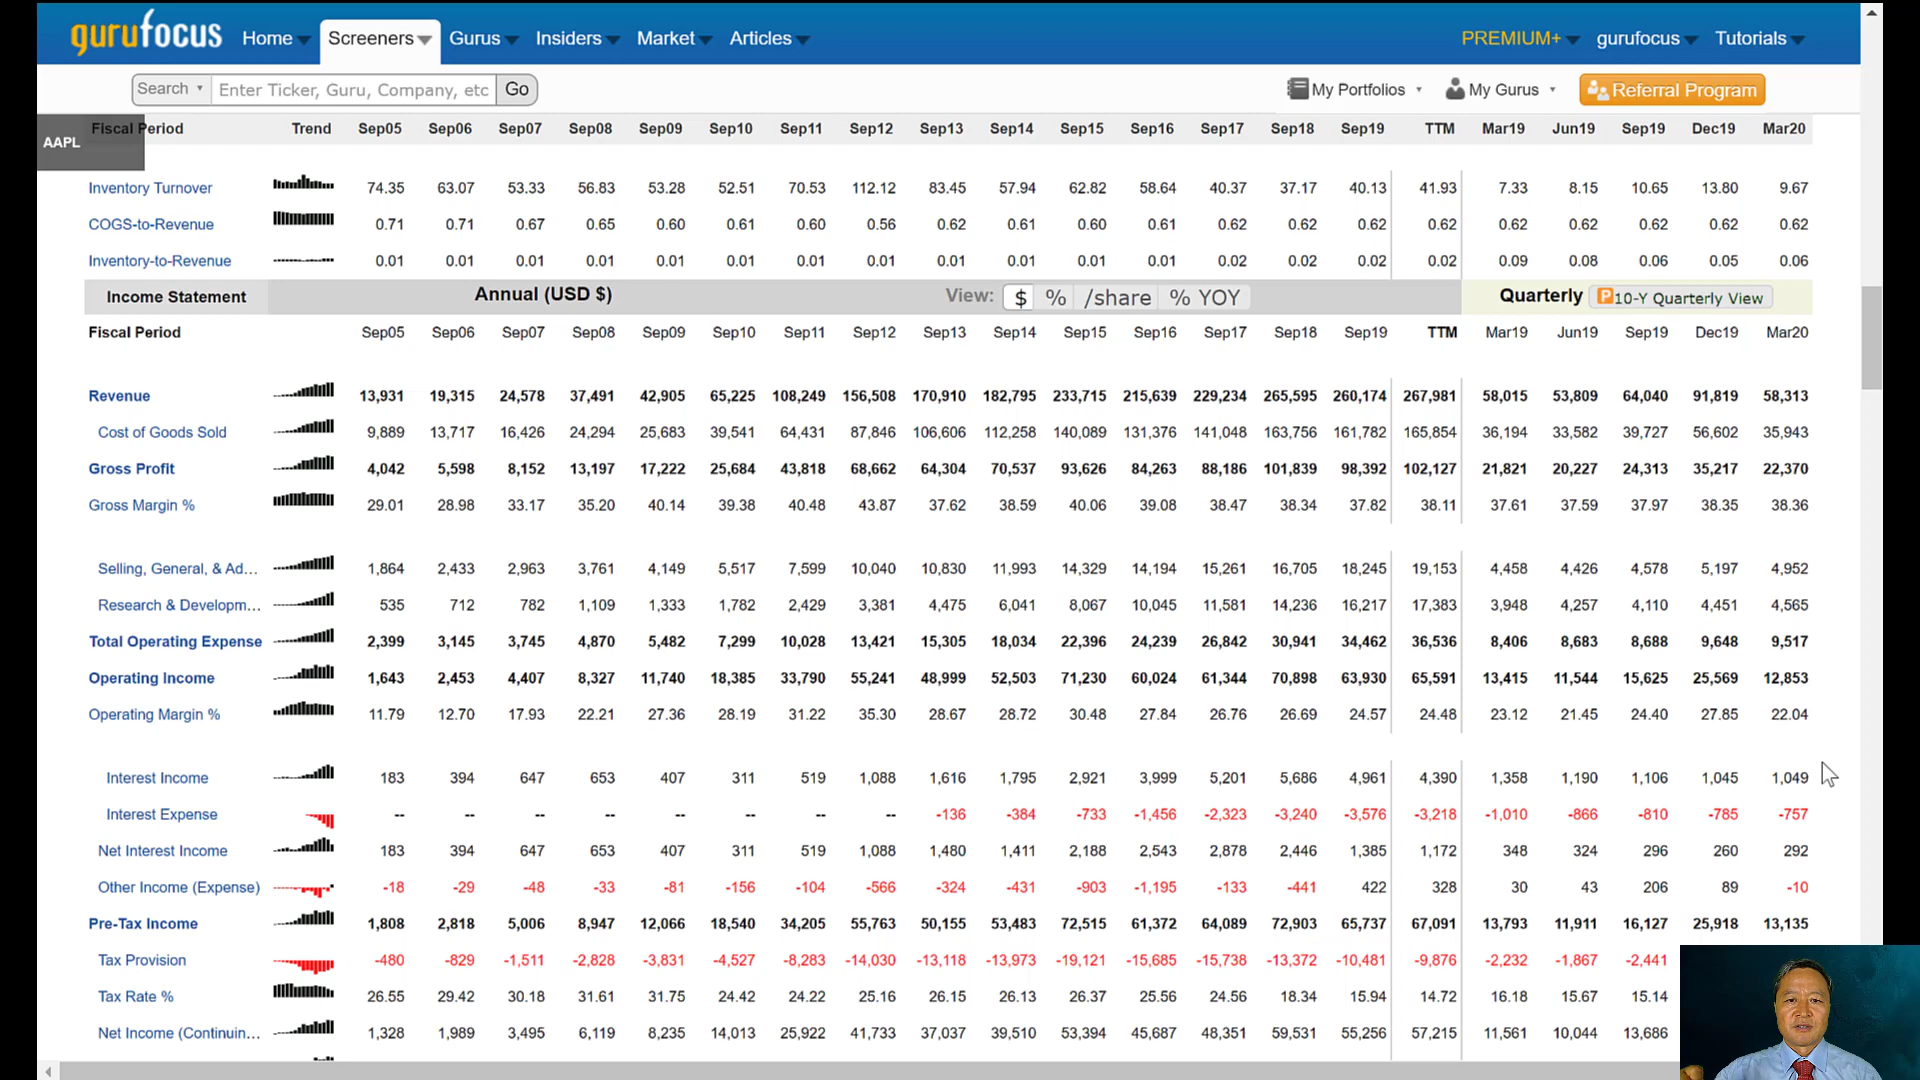 gurufocus Home Screeners Gurus Insiders Market Articles PREMIUM+ gurufocus Tutorials
Search Enter Ticker, Guru, Company, etc Go My Portfolios My Gurus Referral Program
Fiscal Period Trend Sep05 Sep06 Sep07 Sep08 Sep09 Sep10 Sep11 Sep12 Sep13 Sep14 Sep15 Sep16 Sep17 Sep18 Sep19 TTM Mar19 Jun19 Sep19 Dec19 Mar20
AAPL
Inventory Turnover 74.35 63.07 53.33 56.83 53.28 52.51 70.53 112.12 83.45 57.94 62.82 58.64 40.37 37.17 40.13 41.93 7.33 8.15 10.65 13.80 9.67
COGS-to-Revenue 0.71 0.71 0.67 0.65 0.60 0.61 0.60 0.56 0.62 0.61 0.60 0.61 0.62 0.62 0.62 0.62 0.62 0.62 0.62 0.62 0.62
Inventory-to-Revenue 0.01 0.01 0.01 0.01 0.01 0.01 0.01 0.01 0.01 0.01 0.01 0.01 0.02 0.02 0.02 0.02 0.09 0.08 0.06 0.05 0.06
Income Statement Annual (USD $) View: $ % /share % YOY Quarterly P 10-Y Quarterly View
Fiscal Period Sep05 Sep06 Sep07 Sep08 Sep09 Sep10 Sep11 Sep12 Sep13 Sep14 Sep15 Sep16 Sep17 Sep18 Sep19 TTM Mar19 Jun19 Sep19 Dec19 Mar20
Revenue 13,931 19,315 24,578 37,491 42,905 65,225 108,249 156,508 170,910 182,795 233,715 215,639 229,234 265,595 260,174 267,981 58,015 53,809 64,040 91,819 58,313
Cost of Goods Sold 9,889 13,717 16,426 24,294 25,683 39,541 64,431 87,846 106,606 112,258 140,089 131,376 141,048 163,756 161,782 165,854 36,194 33,582 39,727 56,602 35,943
Gross Profit 4,042 5,598 8,152 13,197 17,222 25,684 43,818 68,662 64,304 70,537 93,626 84,263 88,186 101,839 98,392 102,127 21,821 20,227 24,313 35,217 22,370
Gross Margin % 29.01 28.98 33.17 35.20 40.14 39.38 40.48 43.87 37.62 38.59 40.06 39.08 38.47 38.34 37.82 38.11 37.61 37.59 37.97 38.35 38.36
Selling, General, & Ad... 1,864 2,433 2,963 3,761 4,149 5,517 7,599 10,040 10,830 11,993 14,329 14,194 15,261 16,705 18,245 19,153 4,458 4,426 4,578 5,197 4,952
Research & Developm... 535 712 782 1,109 1,333 1,782 2,429 3,381 4,475 6,041 8,067 10,045 11,581 14,236 16,217 17,383 3,948 4,257 4,110 4,451 4,565
Total Operating Expense 2,399 3,145 3,745 4,870 5,482 7,299 10,028 13,421 15,305 18,034 22,396 24,239 26,842 30,941 34,462 36,536 8,406 8,683 8,688 9,648 9,517
Operating Income 1,643 2,453 4,407 8,327 11,740 18,385 33,790 55,241 48,999 52,503 71,230 60,024 61,344 70,898 63,930 65,591 13,415 11,544 15,625 25,569 12,853
Operating Margin % 11.79 12.70 17.93 22.21 27.36 28.19 31.22 35.30 28.67 28.72 30.48 27.84 26.76 26.69 24.57 24.48 23.12 21.45 24.40 27.85 22.04
Interest Income 183 394 647 653 407 311 519 1,088 1,616 1,795 2,921 3,999 5,201 5,686 4,961 4,390 1,358 1,190 1,106 1,045 1,049
Interest Expense -- -- -- -- -- -- -- -- -136 -384 -733 -1,456 -2,323 -3,240 -3,576 -3,218 -1,010 -866 -810 -785 -757
Net Interest Income 183 394 647 653 407 311 519 1,088 1,480 1,411 2,188 2,543 2,878 2,446 1,385 1,172 348 324 296 260 292
Other Income (Expense) -18 -29 -48 -33 -81 -156 -104 -566 -324 -431 -903 -1,195 -133 -441 422 328 30 43 206 89 -10
Pre-Tax Income 1,808 2,818 5,006 8,947 12,066 18,540 34,205 55,763 50,155 53,483 72,515 61,372 64,089 72,903 65,737 67,091 13,793 11,911 16,127 25,918 13,135
Tax Provision -480 -829 -1,511 -2,828 -3,831 -4,527 -8,283 -14,030 -13,118 -13,973 -19,121 -15,685 -15,738 -13,372 -10,481 -9,876 -2,232 -1,867 -2,441
Tax Rate % 26.55 29.42 30.18 31.61 31.75 24.42 24.22 25.16 26.15 26.13 26.37 25.56 24.56 18.34 15.94 14.72 16.18 15.67 15.14
Net Income (Continuin... 1,328 1,989 3,495 6,119 8,235 14,013 25,922 41,733 37,037 39,510 53,394 45,687 48,351 59,531 55,256 57,215 11,561 10,044 13,686